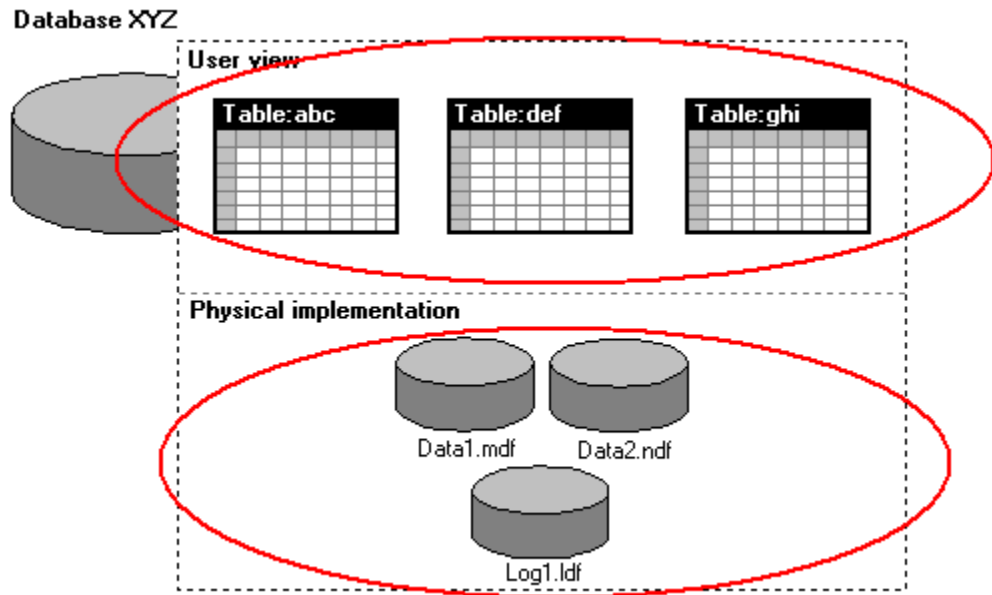 Database XYZ
User view
Table:abc
Table:def
Table:ghi
Physical implementation
Data1.mdf
Data2.ndf
Log1.ldf